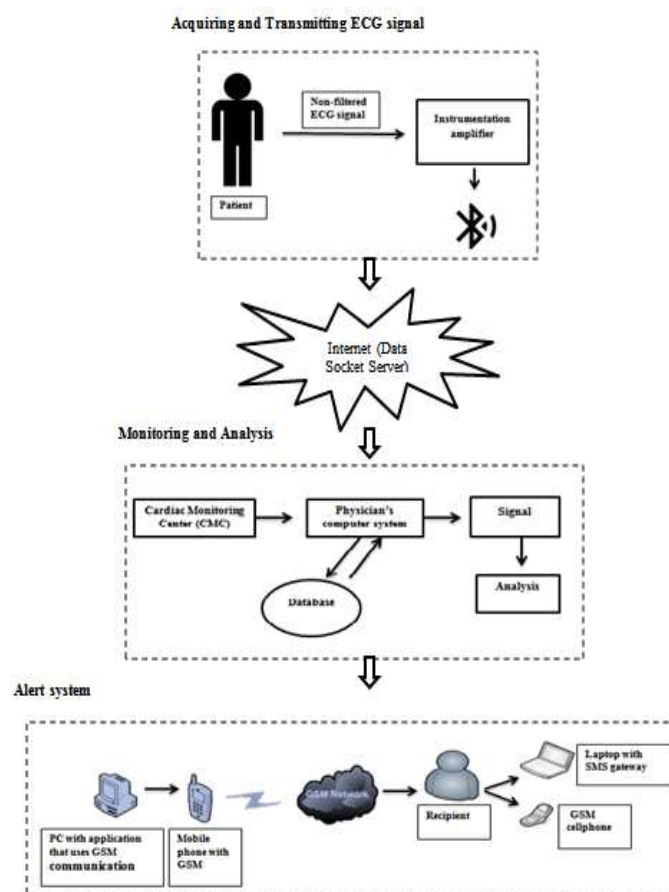 Acquiring and Transmitting ECG signal
Non-filtered
ECG signal
Instrumentation
amplifier
Patient
Internet (Data
Socket Server)
Monitoring and Analysis
Cardiac Monitoring
Center (CMC)
Physician's
computer system
Signal
Database
Analysis
Alert system
GSM Network
Laptop with
SMS gateway
Recipient
GSM
cellphone
PC with application
that uses GSM
communication
Mobile
phone with
GSM